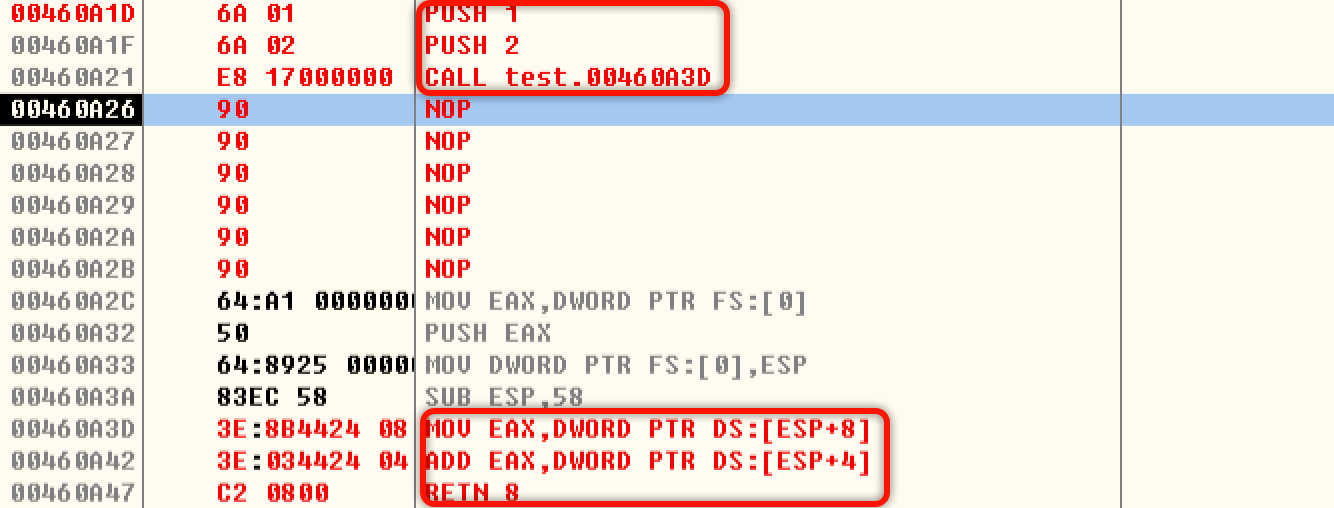 00460A1D 6A 01 PUSH 1
00460A1F 6A 02 PUSH 2
00460A21 E8 17000000 CALL test.00460A3D
00460A26 90 NOP
00460A27 90 NOP
00460A28 90 NOP
00460A29 90 NOP
00460A2A 90 NOP
00460A2B 90 NOP
00460A2C 64:A1 000000 MOV EAX,DWORD PTR FS:[0]
00460A32 50 PUSH EAX
00460A33 64:8925 0000 MOV DWORD PTR FS:[0],ESP
00460A3A 83EC 58 SUB ESP,58
00460A3D 3E:8B4424 08 MOV EAX,DWORD PTR DS:[ESP+8]
00460A42 3E:034424 04 ADD EAX,DWORD PTR DS:[ESP+4]
00460A47 C2 0800 RETN 8